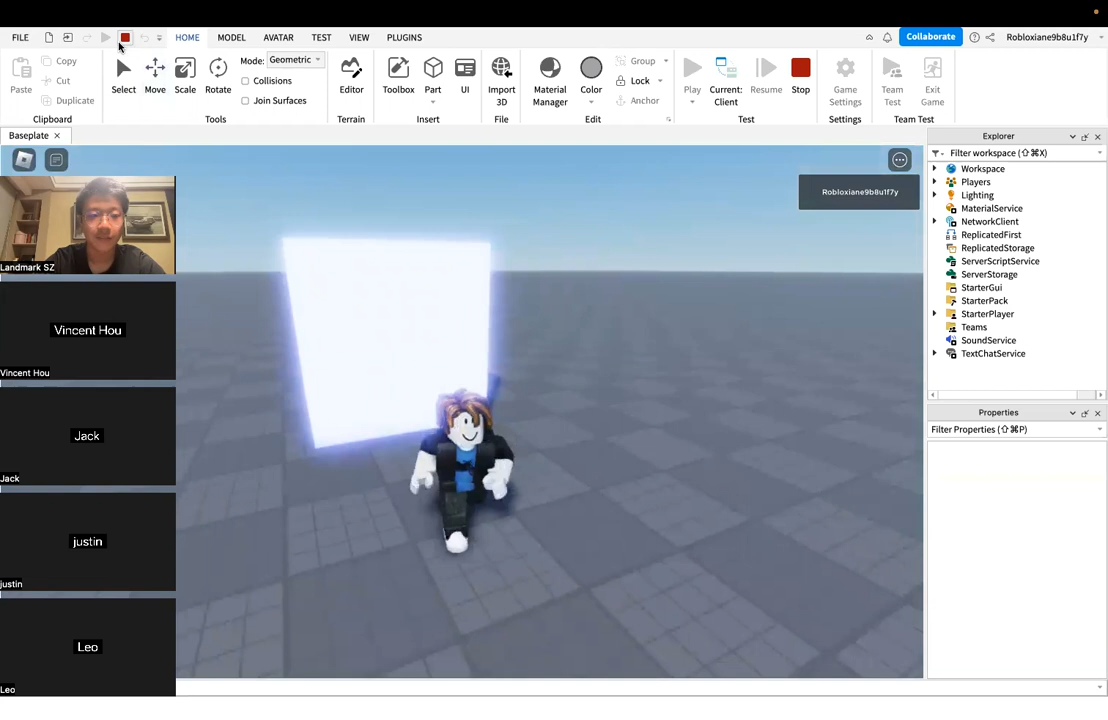 FILE HOME MODEL AVATAR TEST VIEW PLUGINS Collaborate Robloxiane9b8u1f7y
Paste
Copy
Cut
Duplicate
Clipboard
Select Move Scale Rotate
Mode: Geometric
Collisions
Join Surfaces
Tools
Editor
Terrain
Toolbox Part UI
Insert
Import
3D
File
Material
Manager
Color
Group
Lock
Anchor
Edit
Play
Current:
Client
Resume Stop
Test
Game
Settings
Settings
Team
Test
Exit
Game
Team Test
Baseplate
Robloxiane9b8u1f7y
Landmark SZ
Vincent Hou
Vincent Hou
Jack
Jack
justin
justin
Leo
Leo
Explorer
Filter workspace (⇧⌘X)
Workspace
Players
Lighting
MaterialService
NetworkClient
ReplicatedFirst
ReplicatedStorage
ServerScriptService
ServerStorage
StarterGui
StarterPack
StarterPlayer
Teams
SoundService
TextChatService
Properties
Filter Properties (⇧⌘P)